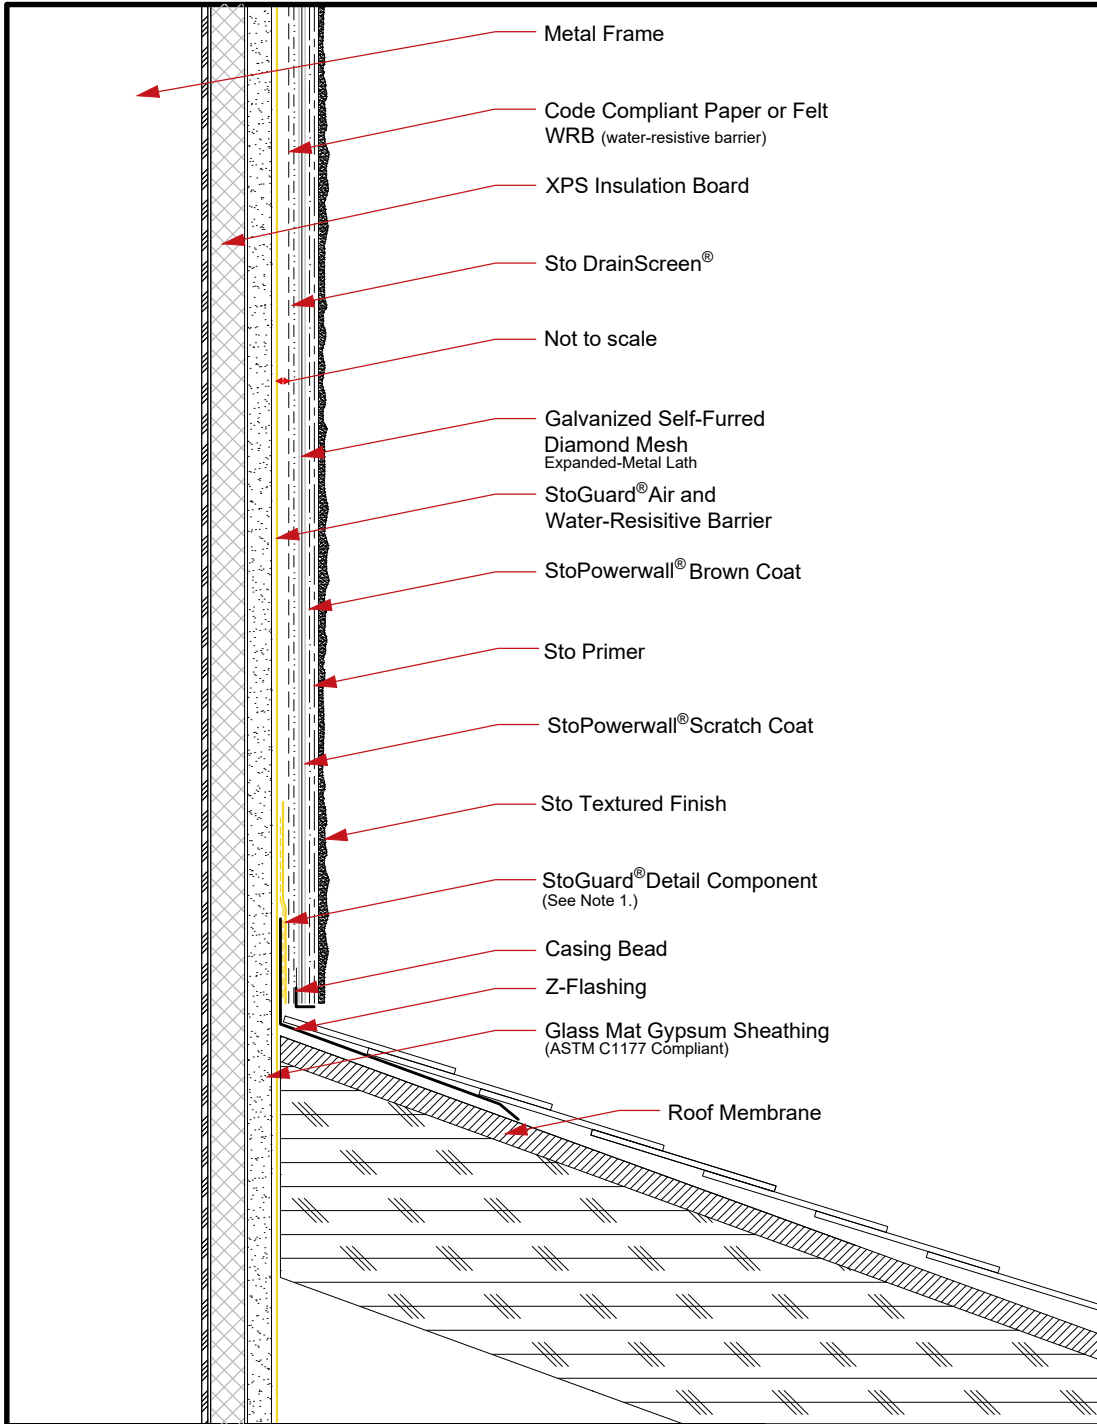 Metal Frame
Code Compliant Paper or Felt
WRB (water-resistive barrier)
XPS Insulation Board
Sto DrainScreen®
Not to scale
Galvanized Self-Furred
Diamond Mesh
Expanded-Metal Lath
StoGuard® Air and
Water-Resisitive Barrier
StoPowerwall® Brown Coat
Sto Primer
StoPowerwall® Scratch Coat
Sto Textured Finish
StoGuard® Detail Component
(See Note 1.)
Casing Bead
Z-Flashing
Glass Mat Gypsum Sheathing
(ASTM C1177 Compliant)
Roof Membrane